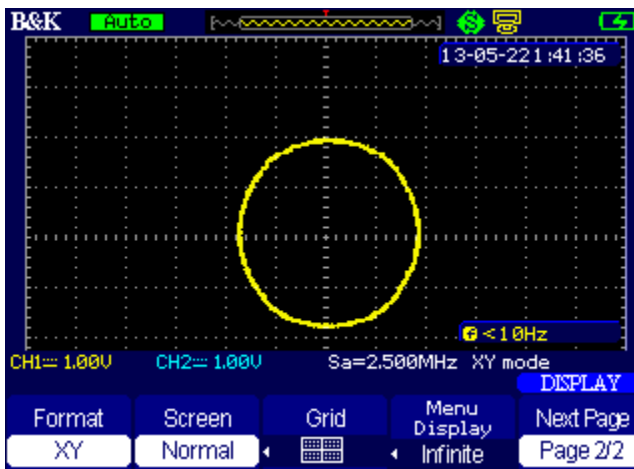 B&K Auto S
13-05-22 1:41:36
F <10Hz
CH1 1.00V CH2 1.00V Sa=2.500MHz XY mode
DISPLAY
Format Screen Grid Menu Display Next Page
XY Normal Infinite Page 2/2